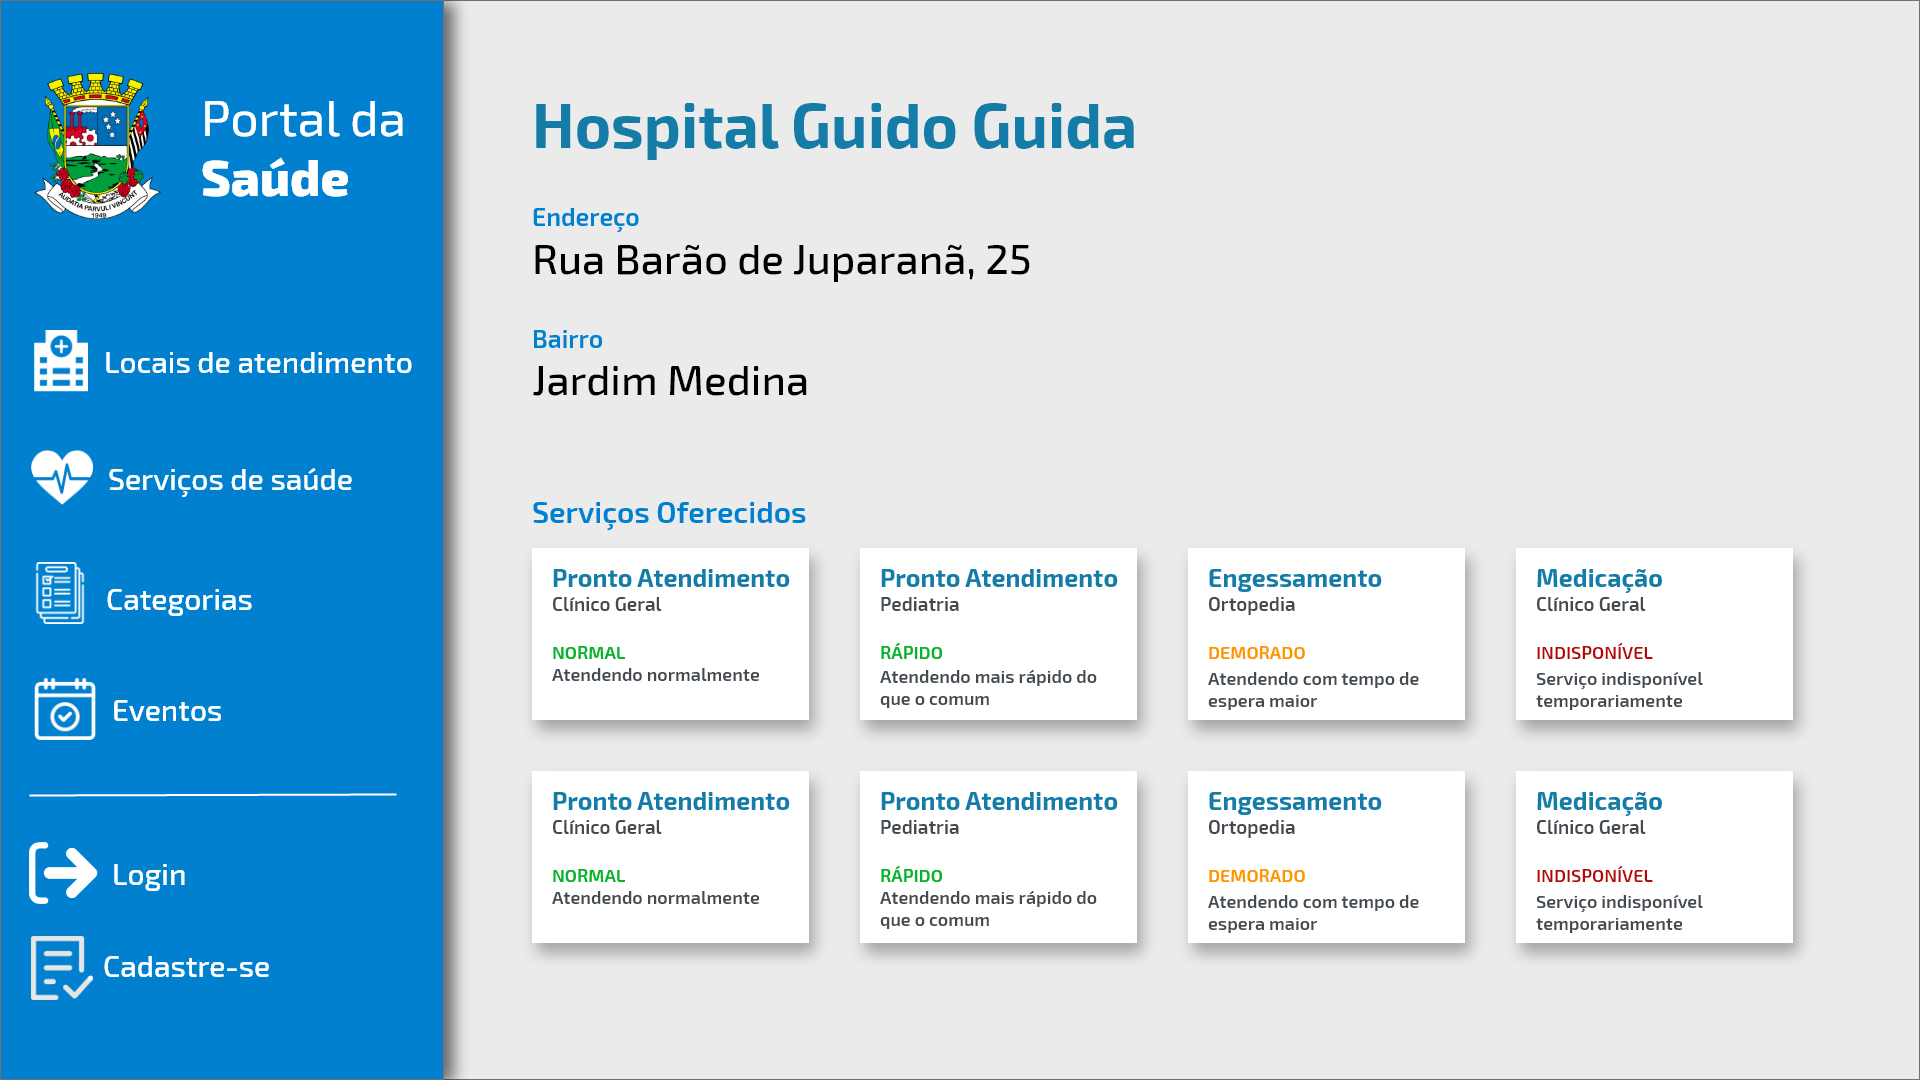 Portal da
Saúde
AUDATIA PARVULI VINCUNT
1949
Locais de atendimento
Serviços de saúde
Categorias
Eventos
Login
Cadastre-se
Hospital Guido Guida
Endereço
Rua Barão de Juparanã, 25
Bairro
Jardim Medina
Serviços Oferecidos
Pronto Atendimento
Clínico Geral
NORMAL
Atendendo normalmente
Pronto Atendimento
Pediatria
RÁPIDO
Atendendo mais rápido do
que o comum
Engessamento
Ortopedia
DEMORADO
Atendendo com tempo de
espera maior
Medicação
Clínico Geral
INDISPONÍVEL
Serviço indisponível
temporariamente
Pronto Atendimento
Clínico Geral
NORMAL
Atendendo normalmente
Pronto Atendimento
Pediatria
RÁPIDO
Atendendo mais rápido do
que o comum
Engessamento
Ortopedia
DEMORADO
Atendendo com tempo de
espera maior
Medicação
Clínico Geral
INDISPONÍVEL
Serviço indisponível
temporariamente